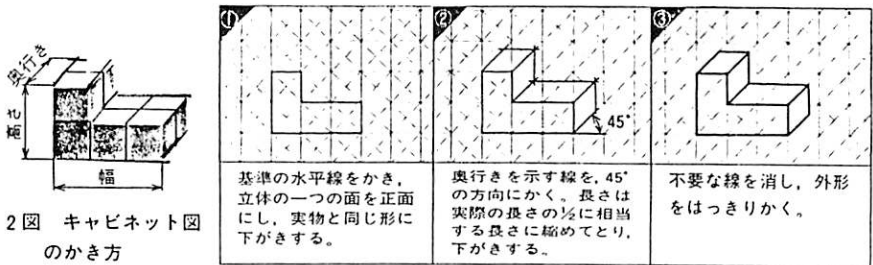 奥行き
高さ
幅
2図 キャビネット図
のかき方
①
基準の水平線をかき,
立体の一つの面を正面
にし, 実物と同じ形に
下がきする。
②
45°
奥行きを示す線を, 45°
の方向にかく。長さは
実際の長さの½に相当
する長さに縮めてとり,
下がきする。
③
不要な線を消し, 外形
をはっきりかく。